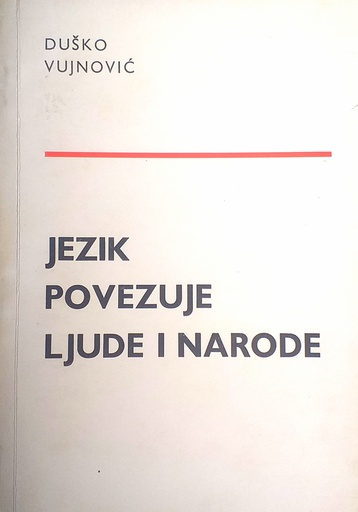 DUŠKO
VUJNOVIĆ
JEZIK
POVEZUJE
LJUDE I NARODE